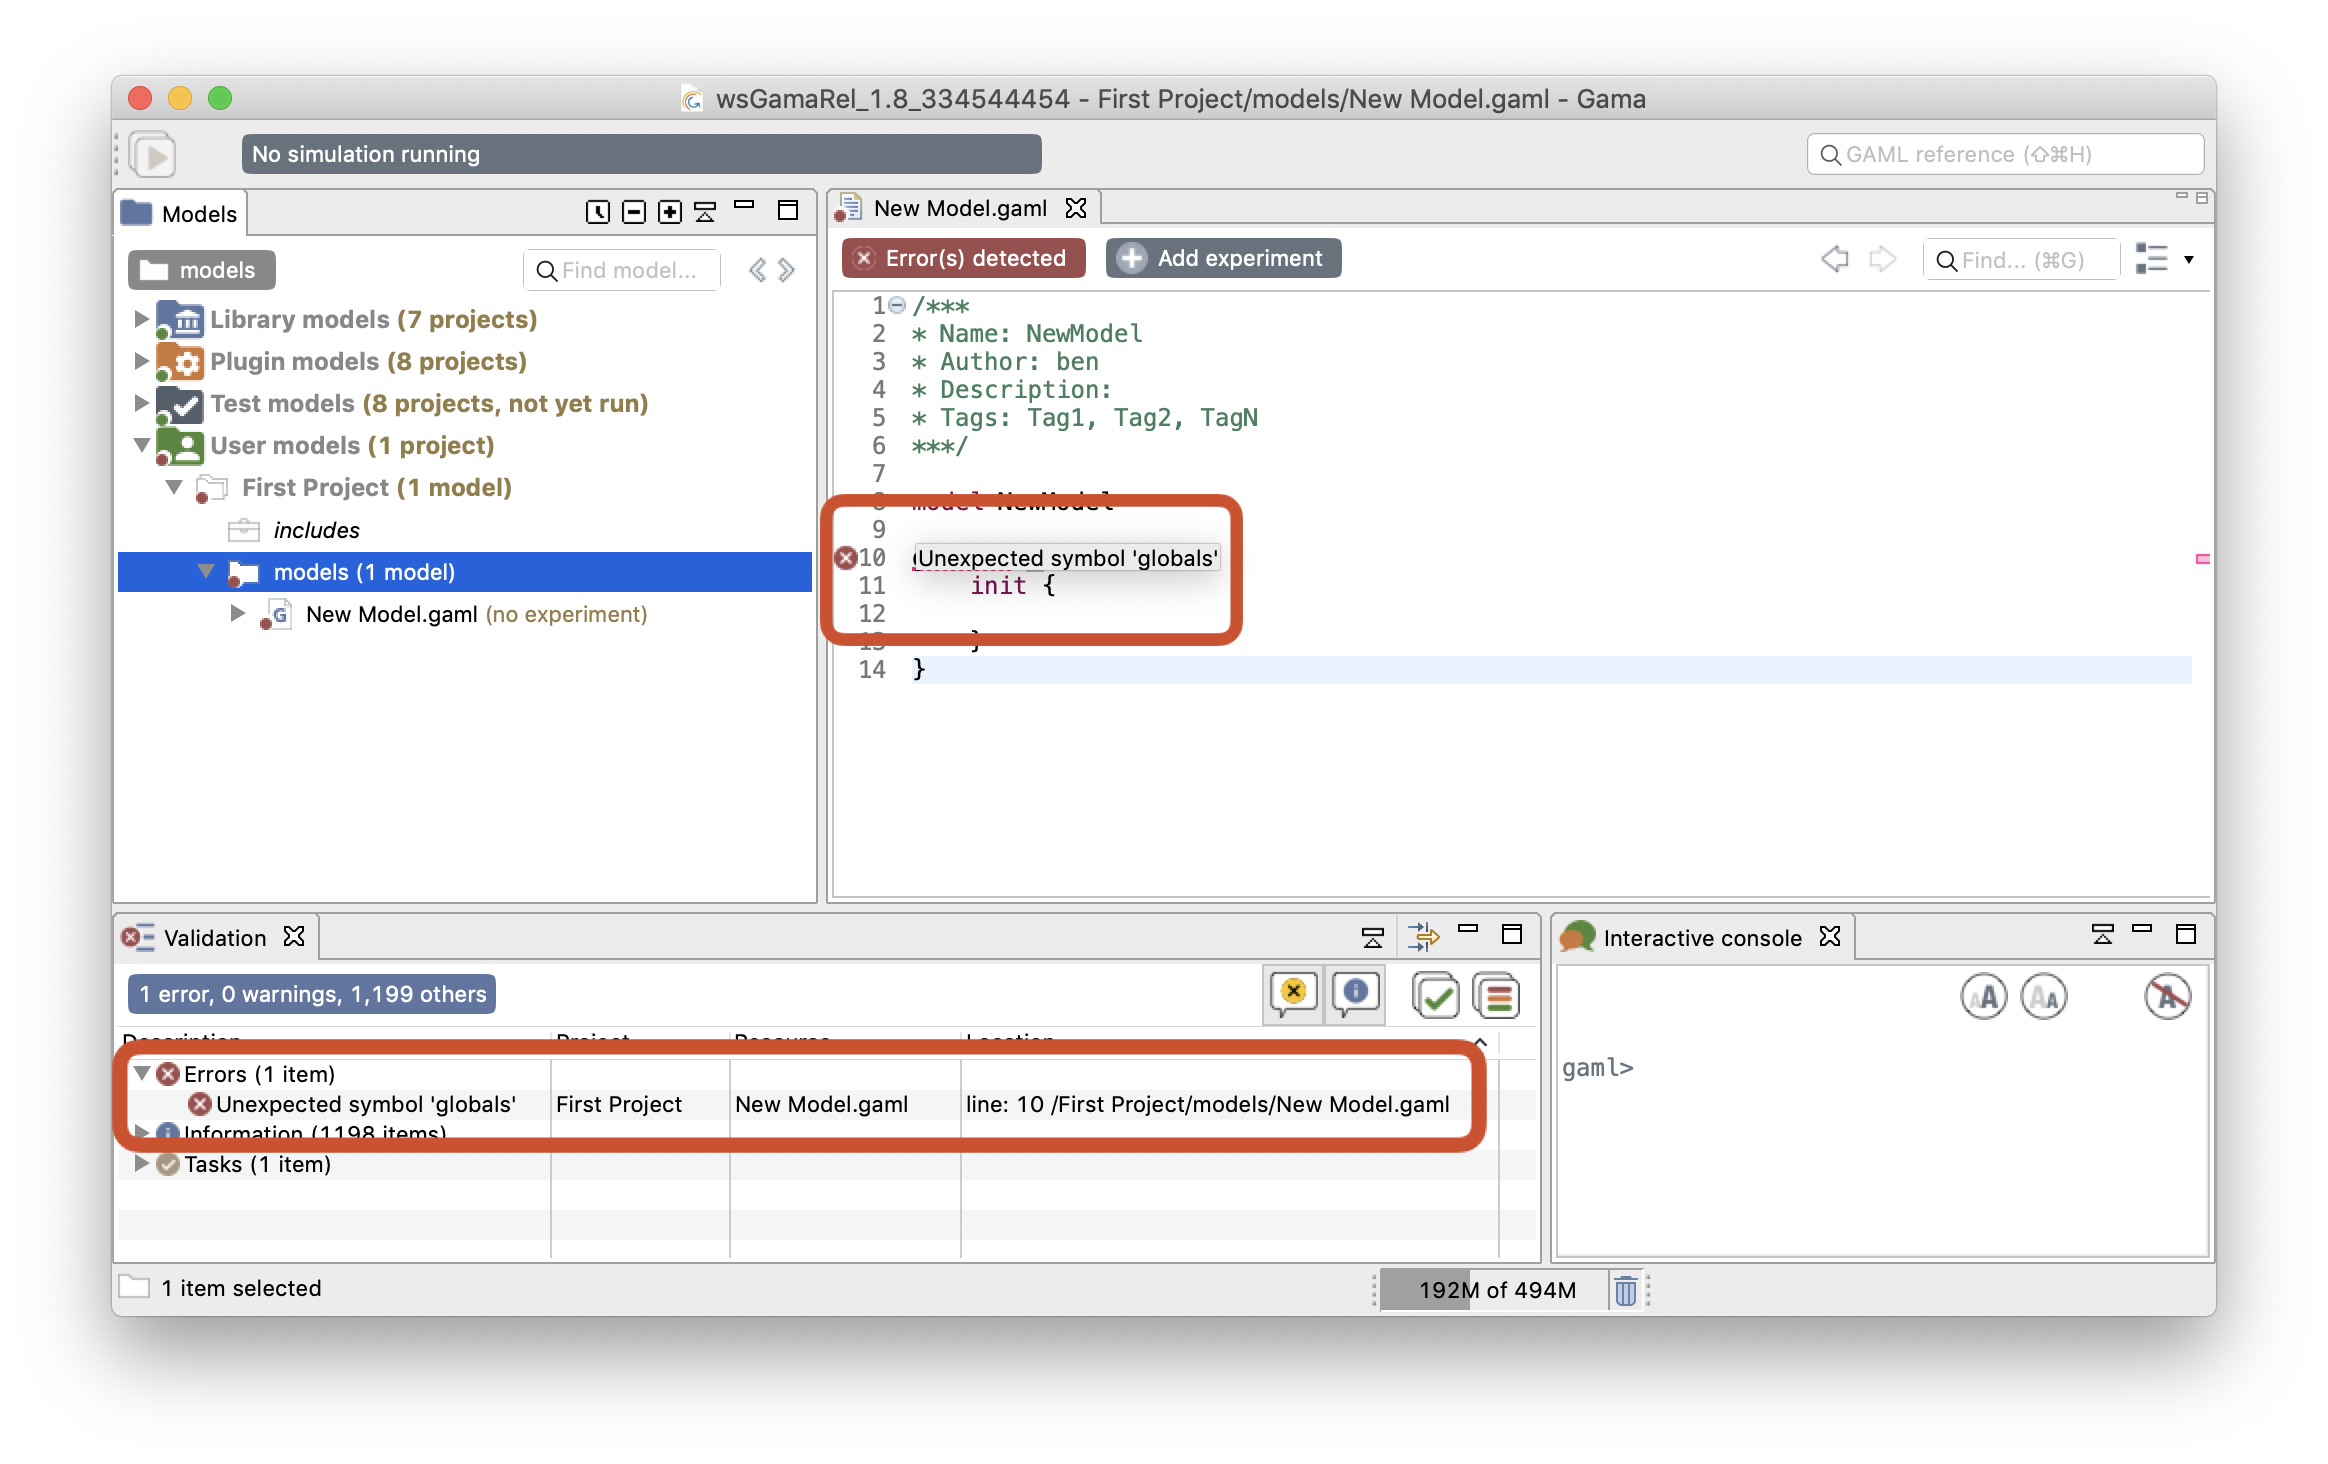 wsGamaRel_1.8_334544454 - First Project/models/New Model.gaml - Gama
No simulation running
GAML reference (⇧⌘H)
Models
models
Find model...
Library models (7 projects)
Plugin models (8 projects)
Test models (8 projects, not yet run)
User models (1 project)
First Project (1 model)
includes
models (1 model)
New Model.gaml (no experiment)
New Model.gaml
Error(s) detected
Add experiment
Find... (⌘G)
1 /***
2 * Name: NewModel
3 * Author: ben
4 * Description:
5 * Tags: Tag1, Tag2, TagN
6 ***/
7
8 model NewModel
9
10 Unexpected symbol 'globals'
11 init {
12
13 }
14 }
Validation
1 error, 0 warnings, 1,199 others
Description Project Resource Location
Errors (1 item)
Unexpected symbol 'globals' First Project New Model.gaml line: 10 /First Project/models/New Model.gaml
Information (1198 items)
Tasks (1 item)
Interactive console
gaml>
1 item selected
192M of 494M